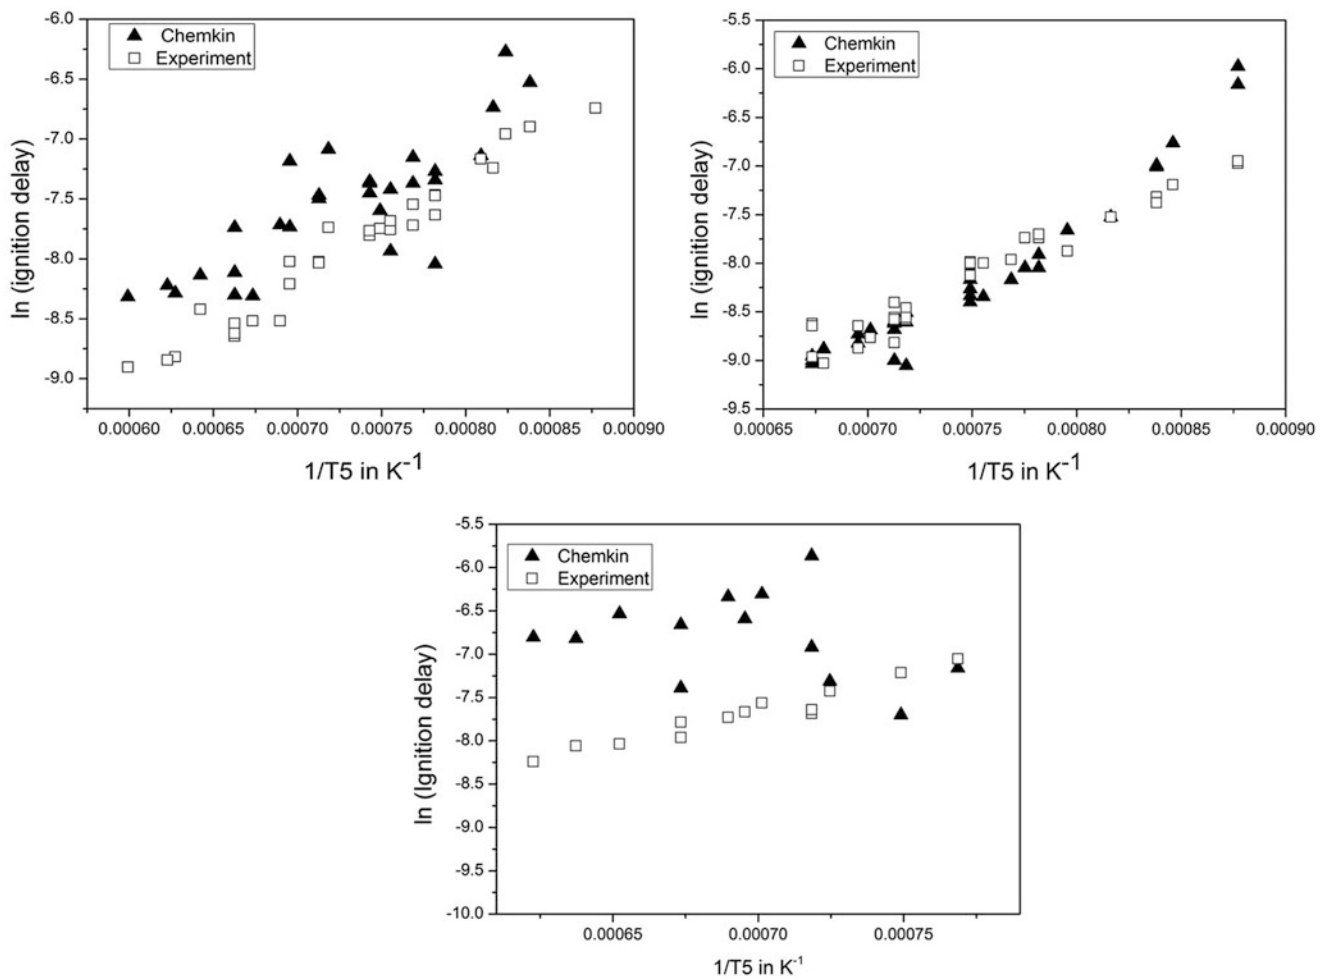 -6.0
-6.5
-7.0
-7.5
-8.0
-8.5
-9.0
ln (ignition delay)
Chemkin
Experiment
0.00060 0.00065 0.00070 0.00075 0.00080 0.00085 0.00090
1/T5 in K-1
-5.5
-6.0
-6.5
-7.0
-7.5
-8.0
-8.5
-9.0
-9.5
ln (ignition delay)
Chemkin
Experiment
0.00065 0.00070 0.00075 0.00080 0.00085 0.00090
1/T5 in K-1
-5.5
-6.0
-6.5
-7.0
-7.5
-8.0
-8.5
-9.0
-10.0
ln (Ignition delay)
Chemkin
Experiment
0.00065 0.00070 0.00075
1/T5 in K-1